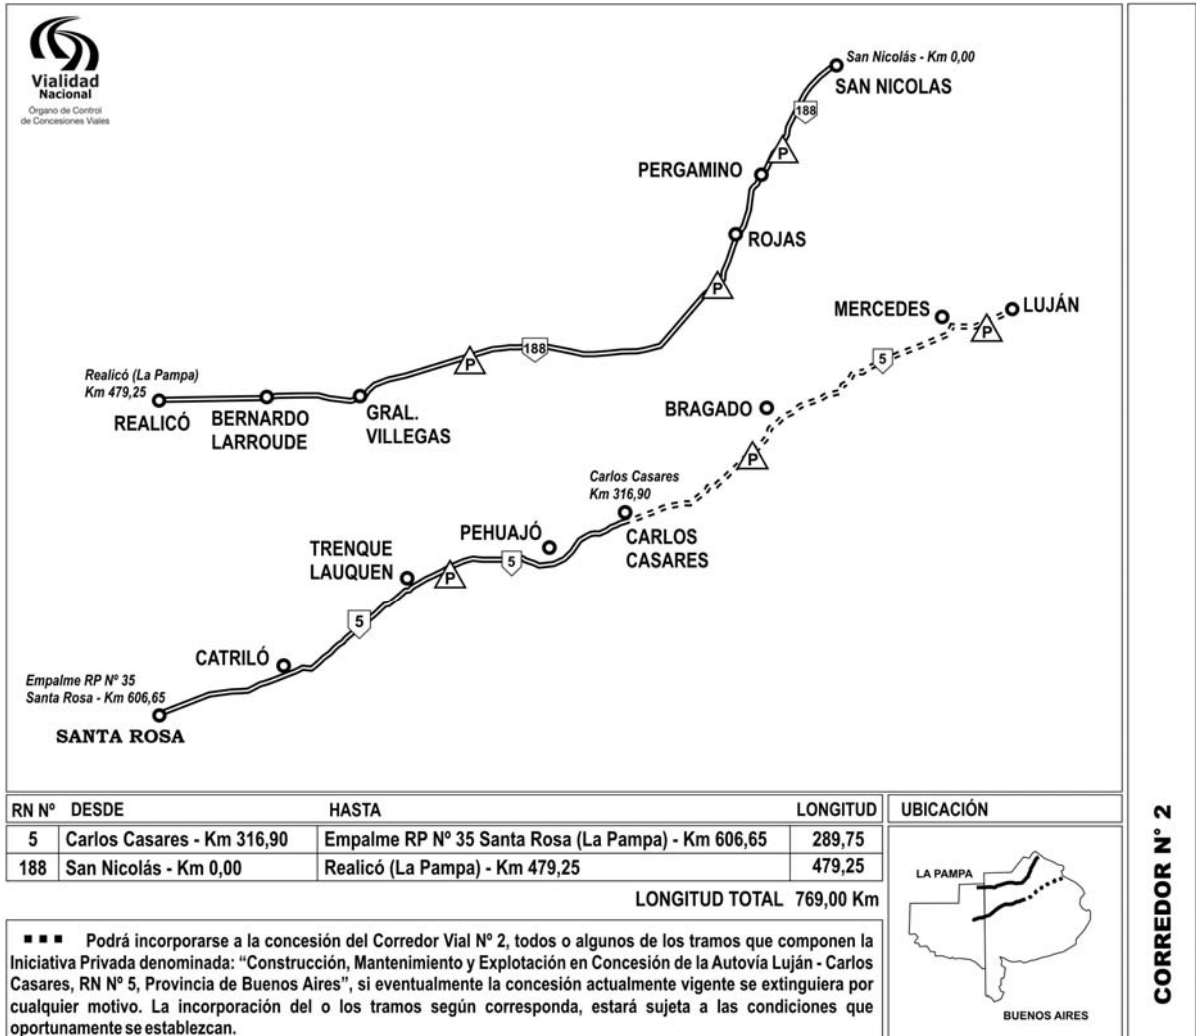 Vialidad
Nacional
Órgano de Control
de Concesiones Viales
San Nicolás - Km 0,00
SAN NICOLAS
188
P
PERGAMINO
ROJAS
P
MERCEDES
LUJÁN
P
5
188
P
Realicó (La Pampa)
Km 479,25
REALICÓ
BERNARDO
LARROUDE
GRAL.
VILLEGAS
BRAGADO
P
Carlos Casares
Km 316,90
CARLOS
CASARES
PEHUAJÓ
5
TRENQUE
LAUQUEN
P
5
CATRILÓ
Empalme RP Nº 35
Santa Rosa - Km 606,65
SANTA ROSA
RN Nº DESDE HASTA LONGITUD
5 Carlos Casares - Km 316,90 Empalme RP Nº 35 Santa Rosa (La Pampa) - Km 606,65 289,75
188 San Nicolás - Km 0,00 Realicó (La Pampa) - Km 479,25 479,25
LONGITUD TOTAL 769,00 Km
Podrá incorporarse a la concesión del Corredor Vial Nº 2, todos o algunos de los tramos que componen la
Iniciativa Privada denominada: “Construcción, Mantenimiento y Explotación en Concesión de la Autovía Luján - Carlos
Casares, RN Nº 5, Provincia de Buenos Aires”, si eventualmente la concesión actualmente vigente se extinguiera por
cualquier motivo. La incorporación del o los tramos según corresponda, estará sujeta a las condiciones que
oportunamente se establezcan.
UBICACIÓN
LA PAMPA
BUENOS AIRES
CORREDOR N° 2